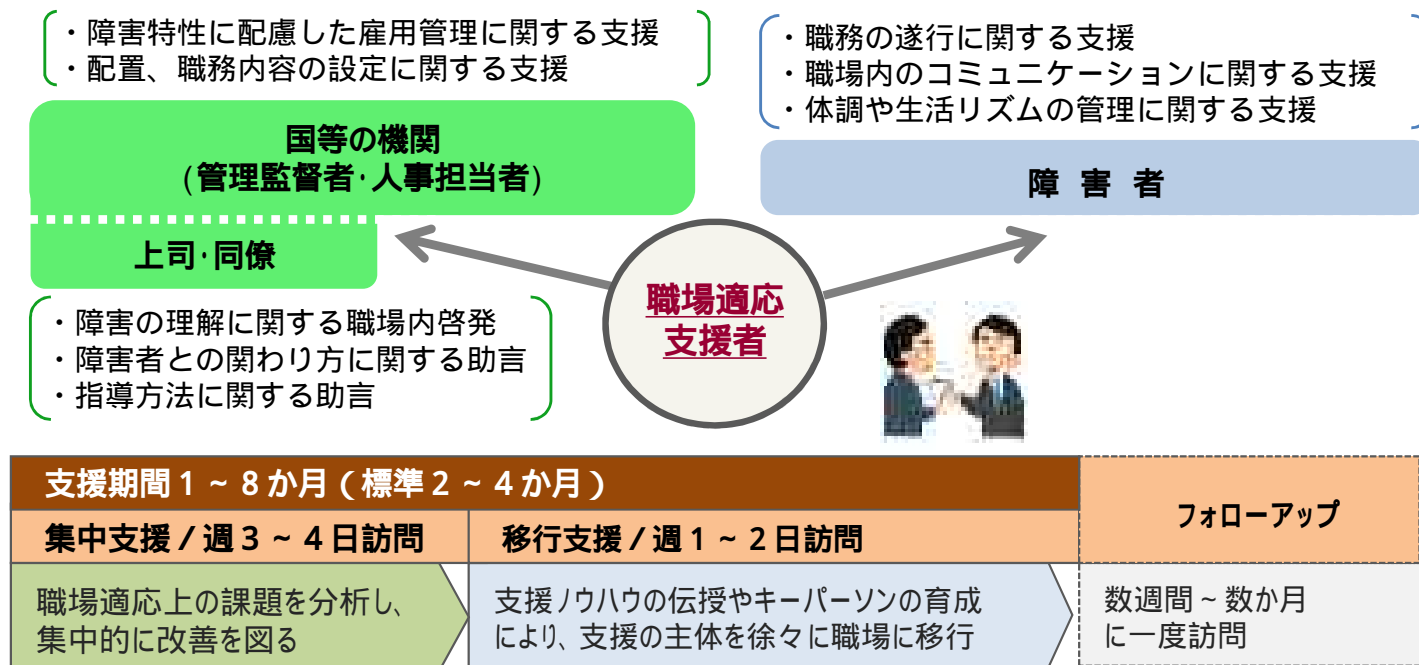 ・障害特性に配慮した雇用管理に関する支援
・配置、職務内容の設定に関する支援
国等の機関
(管理監督者・人事担当者)
上司・同僚
・障害の理解に関する職場内啓発
・障害者との関わり方に関する助言
・指導方法に関する助言
・職務の遂行に関する支援
・職場内のコミュニケーションに関する支援
・体調や生活リズムの管理に関する支援
障 害 者
職場適応
支援者
支援期間１～８か月（標準２～４か月）
集中支援／週３～４日訪問
職場適応上の課題を分析し、
集中的に改善を図る
移行支援／週１～２日訪問
支援ノウハウの伝授やキーパーソンの育成
により、支援の主体を徐々に職場に移行
フォローアップ
数週間～数か月
に一度訪問